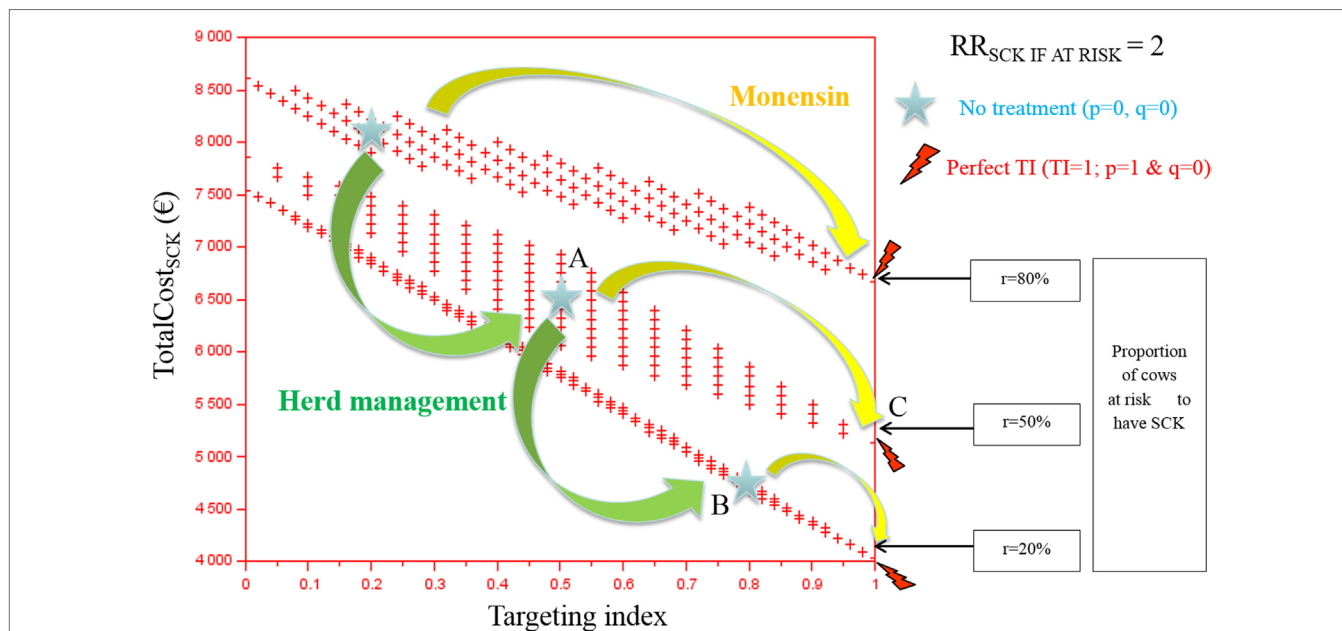 RR SCK IF AT RISK = 2
No treatment (p=0, q=0)
Perfect TI (TI=1; p=1 & q=0)
TotalCostSCK (€)
9 000
8 500
8 000
7 500
7 000
6 500
6 000
5 500
5 000
4 500
4 000
Monensin
Herd management
A
B
C
r=80%
r=50%
r=20%
Proportion
of cows
at risk to
have SCK
0 0.1 0.2 0.3 0.4 0.5 0.6 0.7 0.8 0.9 1
Targeting index